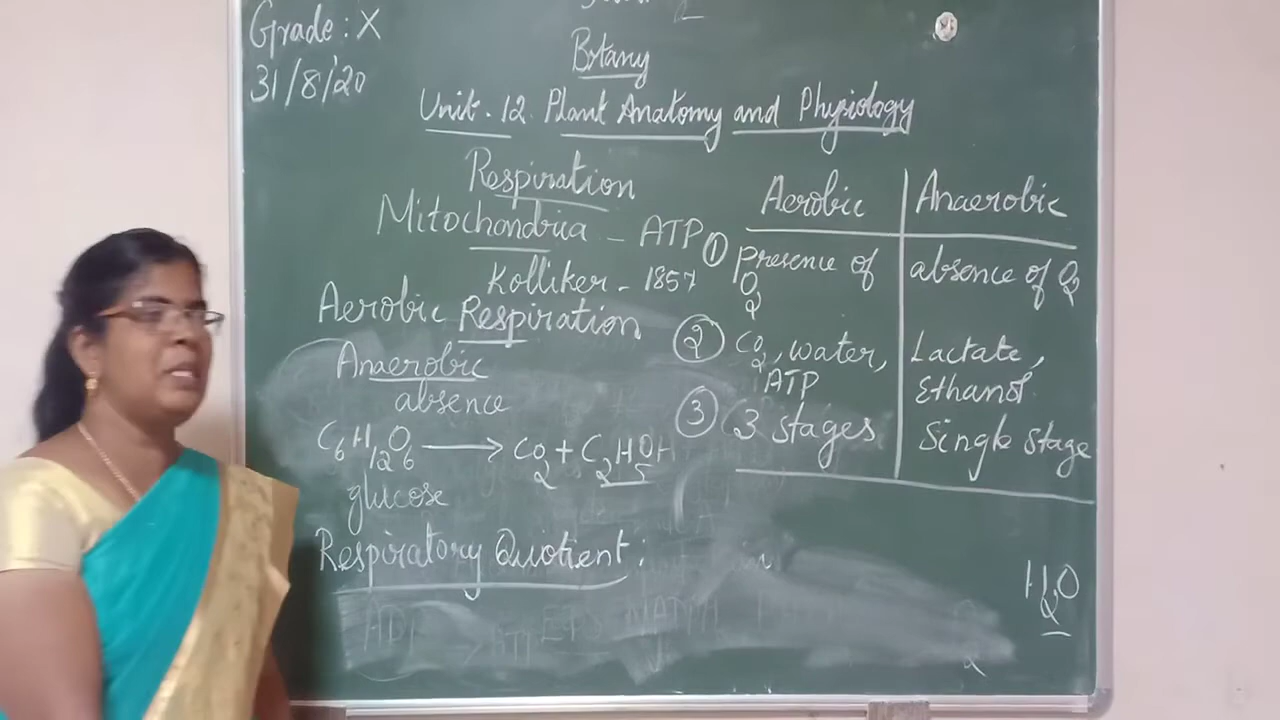 Grade : X
31/8/'20
Botany
Unit - 12. Plant Anatomy and Physiology
Respiration
Mitochondria - ATP
Kolliker - 1857
Aerobic Respiration
Anaerobic
absence
C6H12O6 → CO2 + C2H5OH
glucose
Respiratory Quotient :
Aerobic | Anaerobic
① presence of O2 | absence of O2
② CO2, water, ATP | Lactate, Ethanol
③ 3 stages | Single stage
H2O